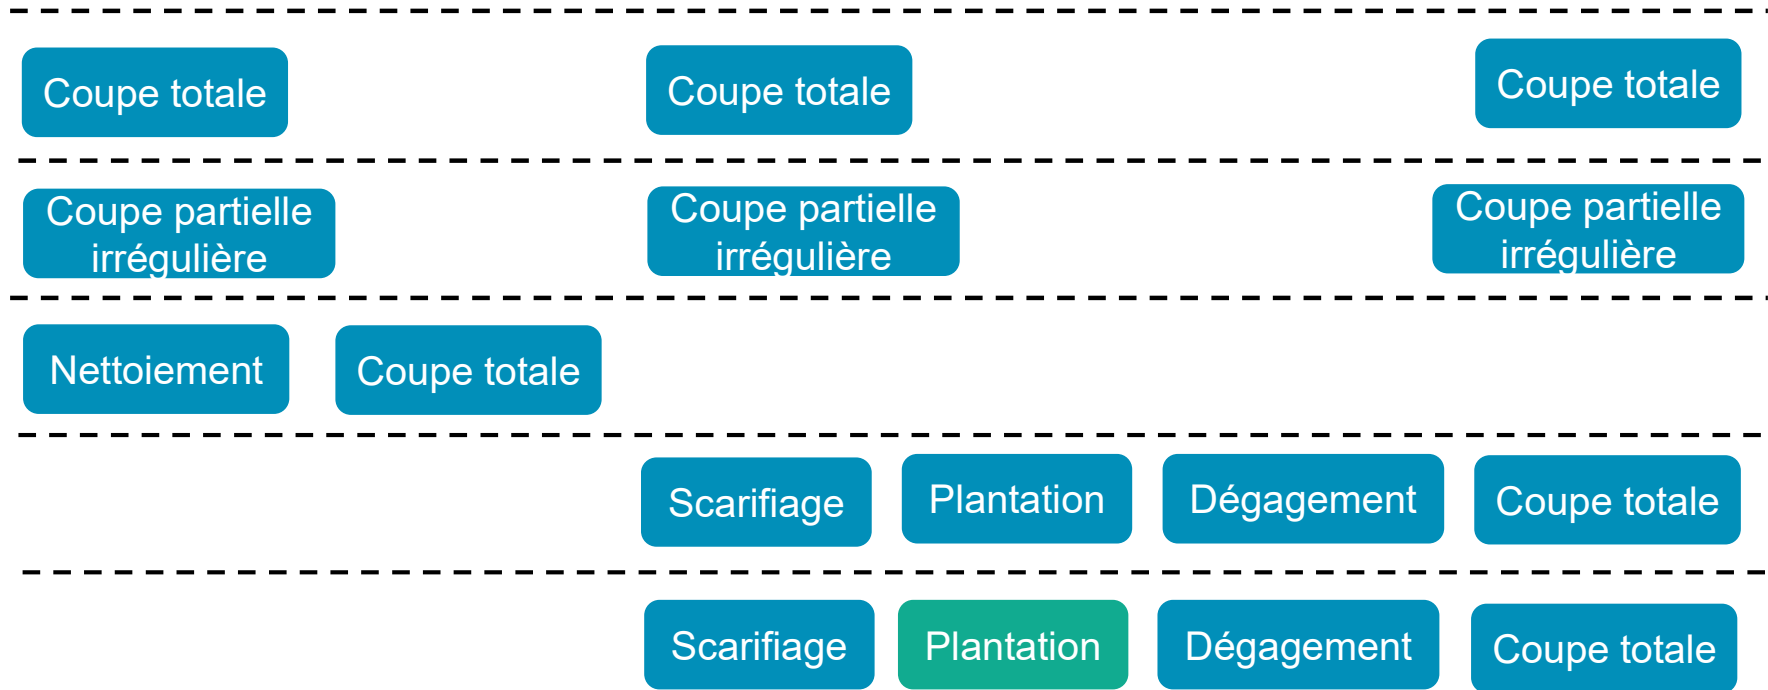 Coupe totale
Coupe totale
Coupe totale
Coupe partielle
irrégulière
Coupe partielle
irrégulière
Coupe partielle
irrégulière
Nettoiement
Coupe totale
Scarifiage
Plantation
Dégagement
Coupe totale
Scarifiage
Plantation
Dégagement
Coupe totale